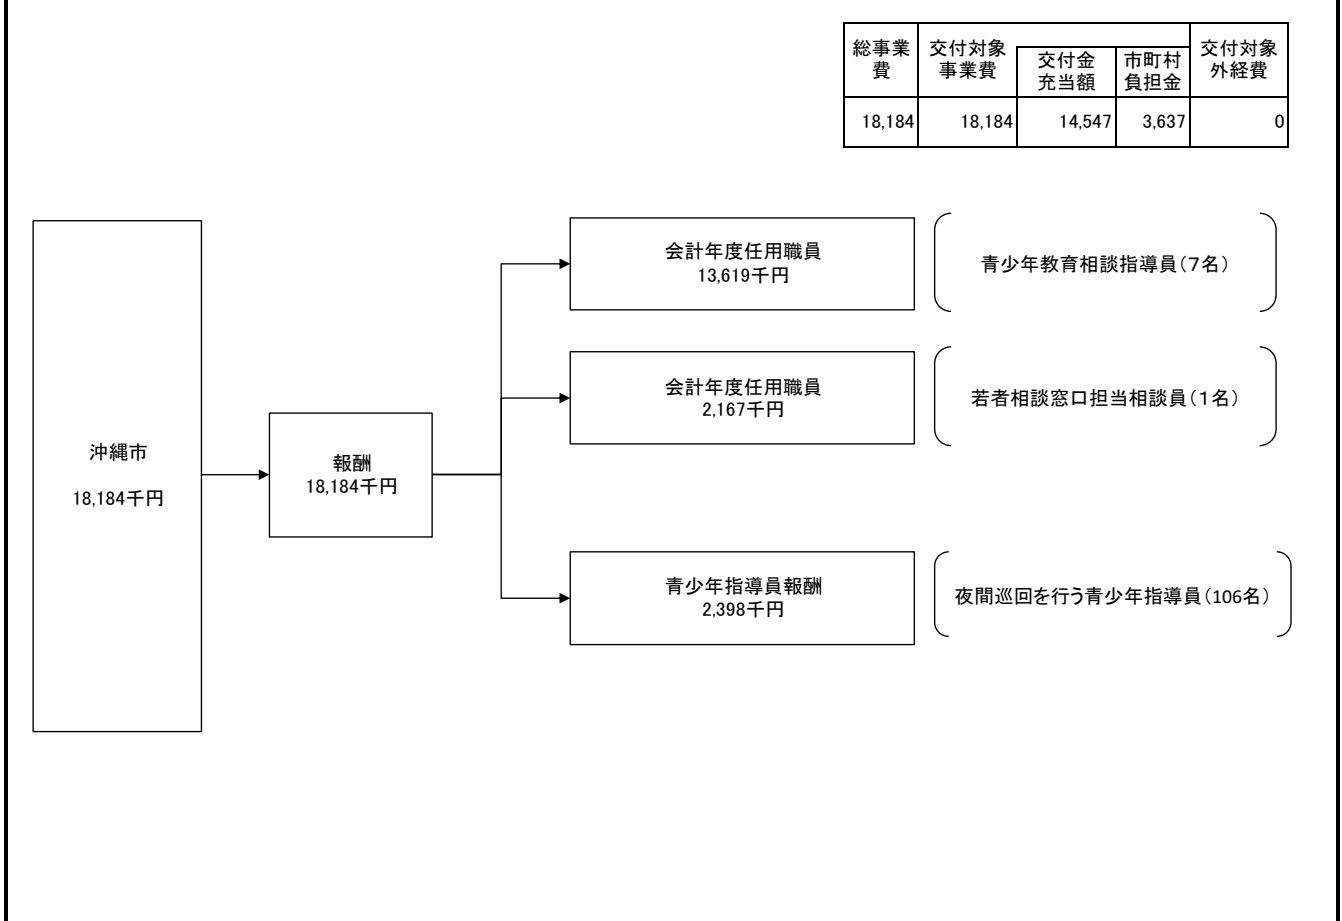 総事業
費
交付対象
事業費
交付金
充当額
市町村
負担金
交付対象
外経費
18,184
18,184
14,547
3,637
0
沖縄市
18,184千円
報酬
18,184千円
会計年度任用職員
13,619千円
青少年教育相談指導員（7名）
会計年度任用職員
2,167千円
若者相談窓口担当相談員（1名）
青少年指導員報酬
2,398千円
夜間巡回を行う青少年指導員（106名）